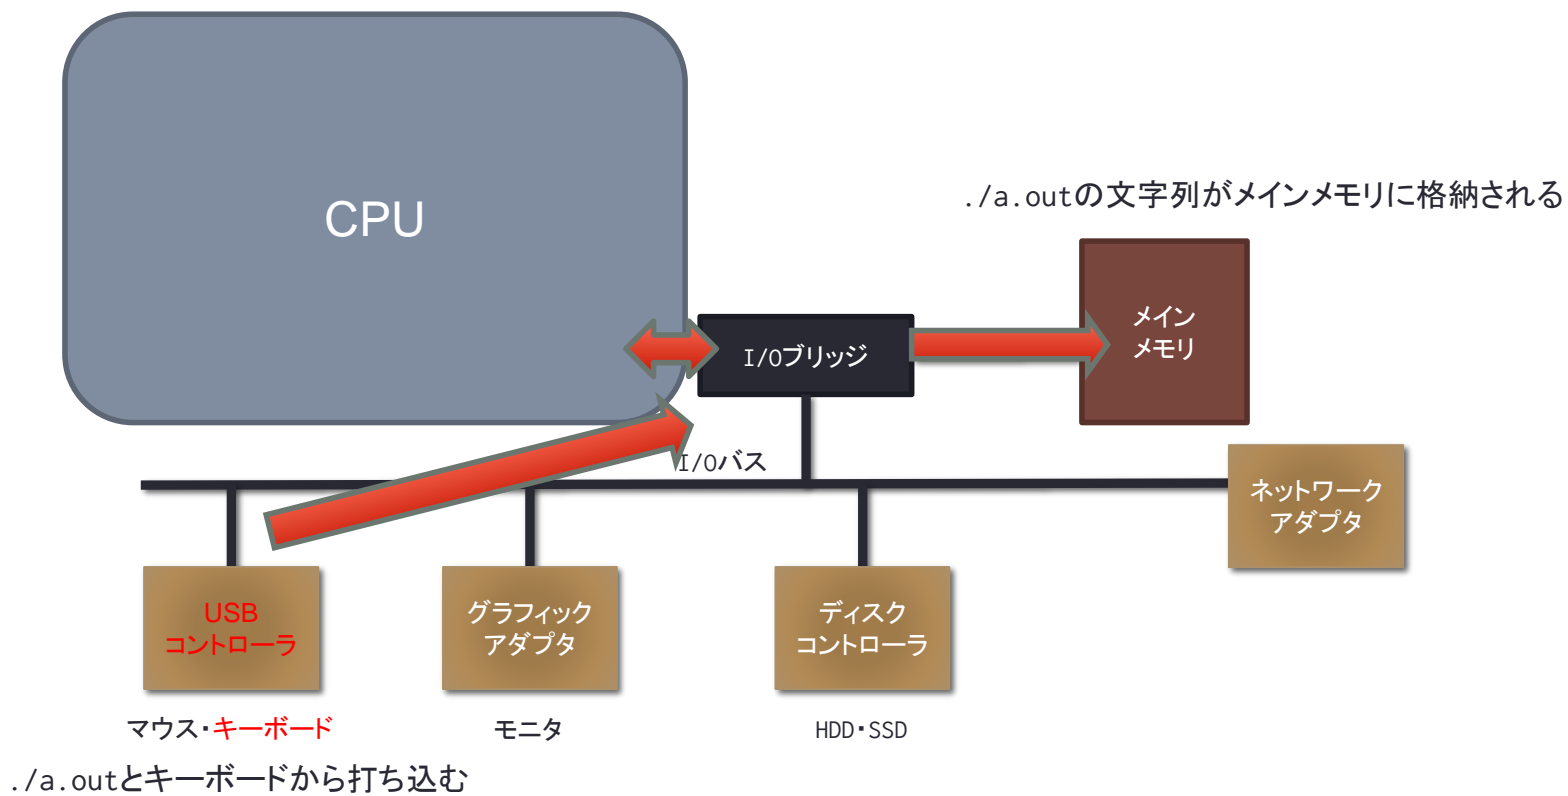 CPU
./a.outの文字列がメインメモリに格納される
メイン
メモリ
I/Oブリッジ
I/Oバス
ネットワーク
アダプタ
USB
コントローラ
グラフィック
アダプタ
ディスク
コントローラ
マウス・キーボード
モニタ
HDD・SSD
./a.outとキーボードから打ち込む